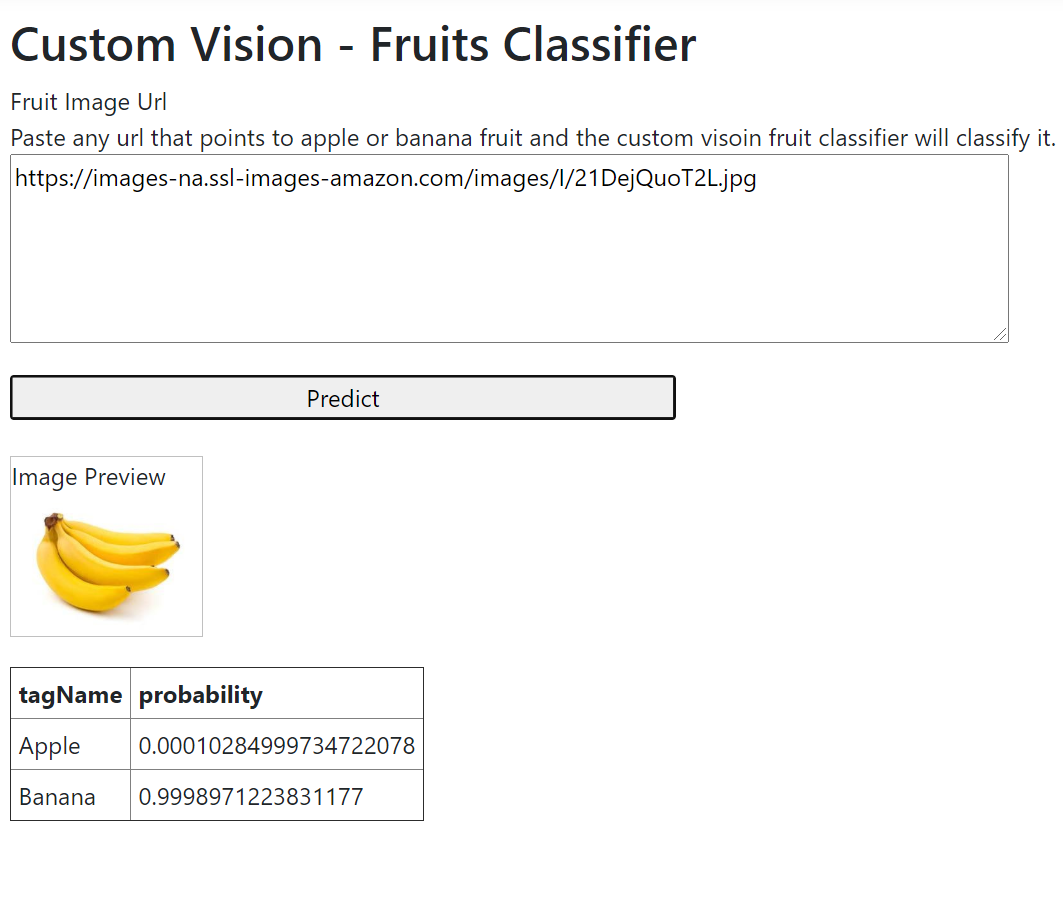 Custom Vision - Fruits Classifier
Fruit Image Url
Paste any url that points to apple or banana fruit and the custom visoin fruit classifier will classify it.
https://images-na.ssl-images-amazon.com/images/I/21DejQuoT2L.jpg
Predict
Image Preview
tagName probability
Apple 0.00010284999734722078
Banana 0.9998971223831177